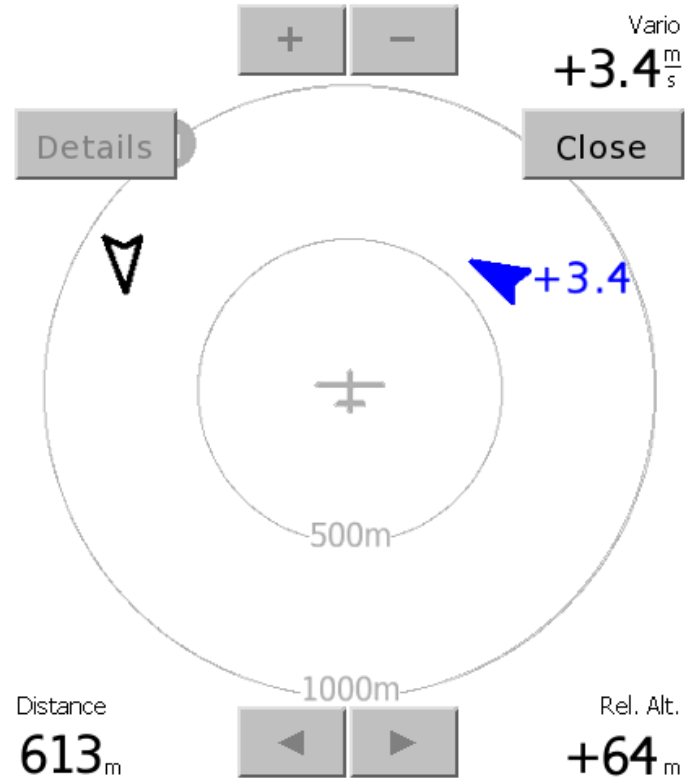 + −
Vario
+3.4 m/s
Details
Close
+3.4
500m
1000m
Distance
613m
Rel. Alt.
+64m